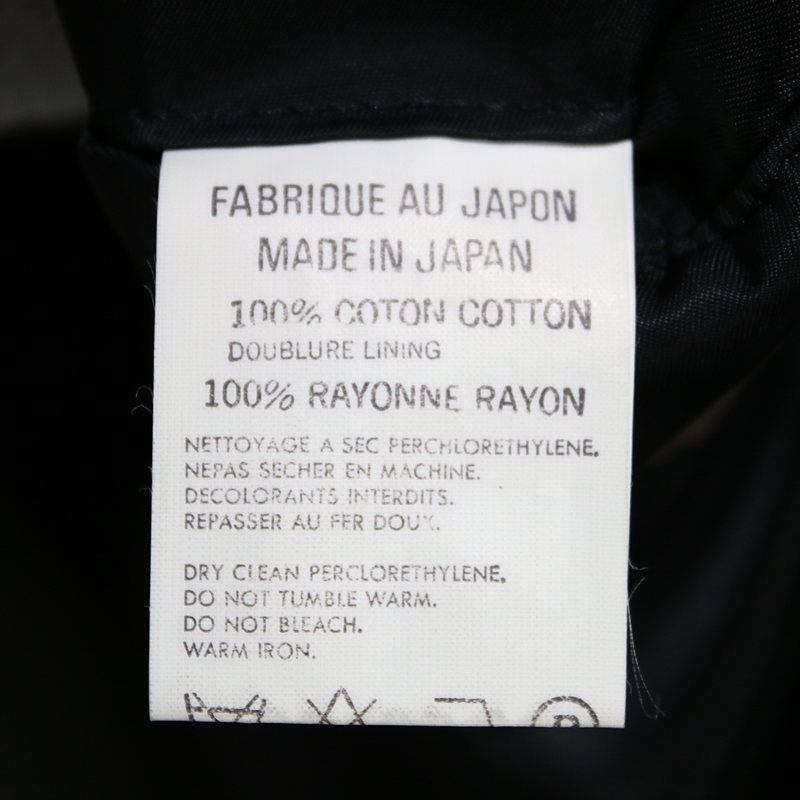 FABRIQUE AU JAPON
MADE IN JAPAN
100% COTON COTTON
DOUBLURE LINING
100% RAYONNE RAYON
NETTOYAGE A SEC PERCHLORETHYLENE.
NEPAS SECHER EN MACHINE.
DECOLORANTS INTERDITS.
REPASSER AU FER DOUX.
DRY CLEAN PERCLORETHYLENE.
DO NOT TUMBLE WARM.
DO NOT BLEACH.
WARM IRON.
P